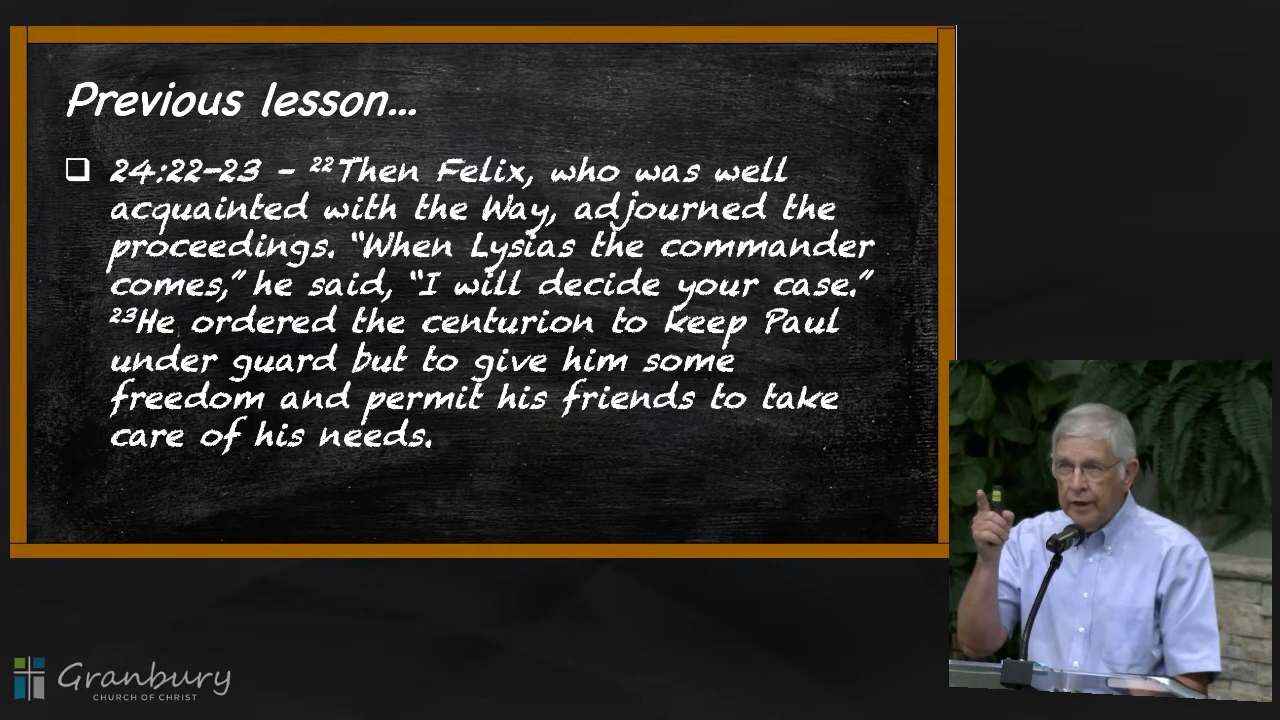 Previous lesson...
❑ 24:22-23 - ²²Then Felix, who was well
acquainted with the Way, adjourned the
proceedings. "When Lysias the commander
comes," he said, "I will decide your case."
²³He ordered the centurion to keep Paul
under guard but to give him some
freedom and permit his friends to take
care of his needs.
Granbury
CHURCH OF CHRIST